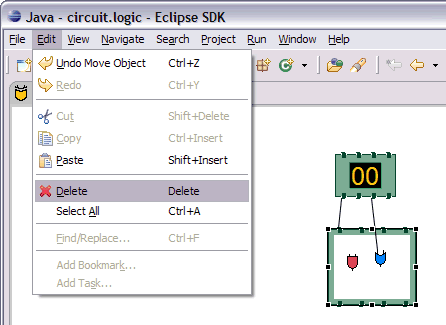 Java - circuit.logic - Eclipse SDK
File Edit View Navigate Search Project Run Window Help
Undo Move Object Ctrl+Z
Redo Ctrl+Y
Cut Shift+Delete
Copy Ctrl+Insert
Paste Shift+Insert
Delete Delete
Select All Ctrl+A
Find/Replace... Ctrl+F
Add Bookmark...
Add Task...
00